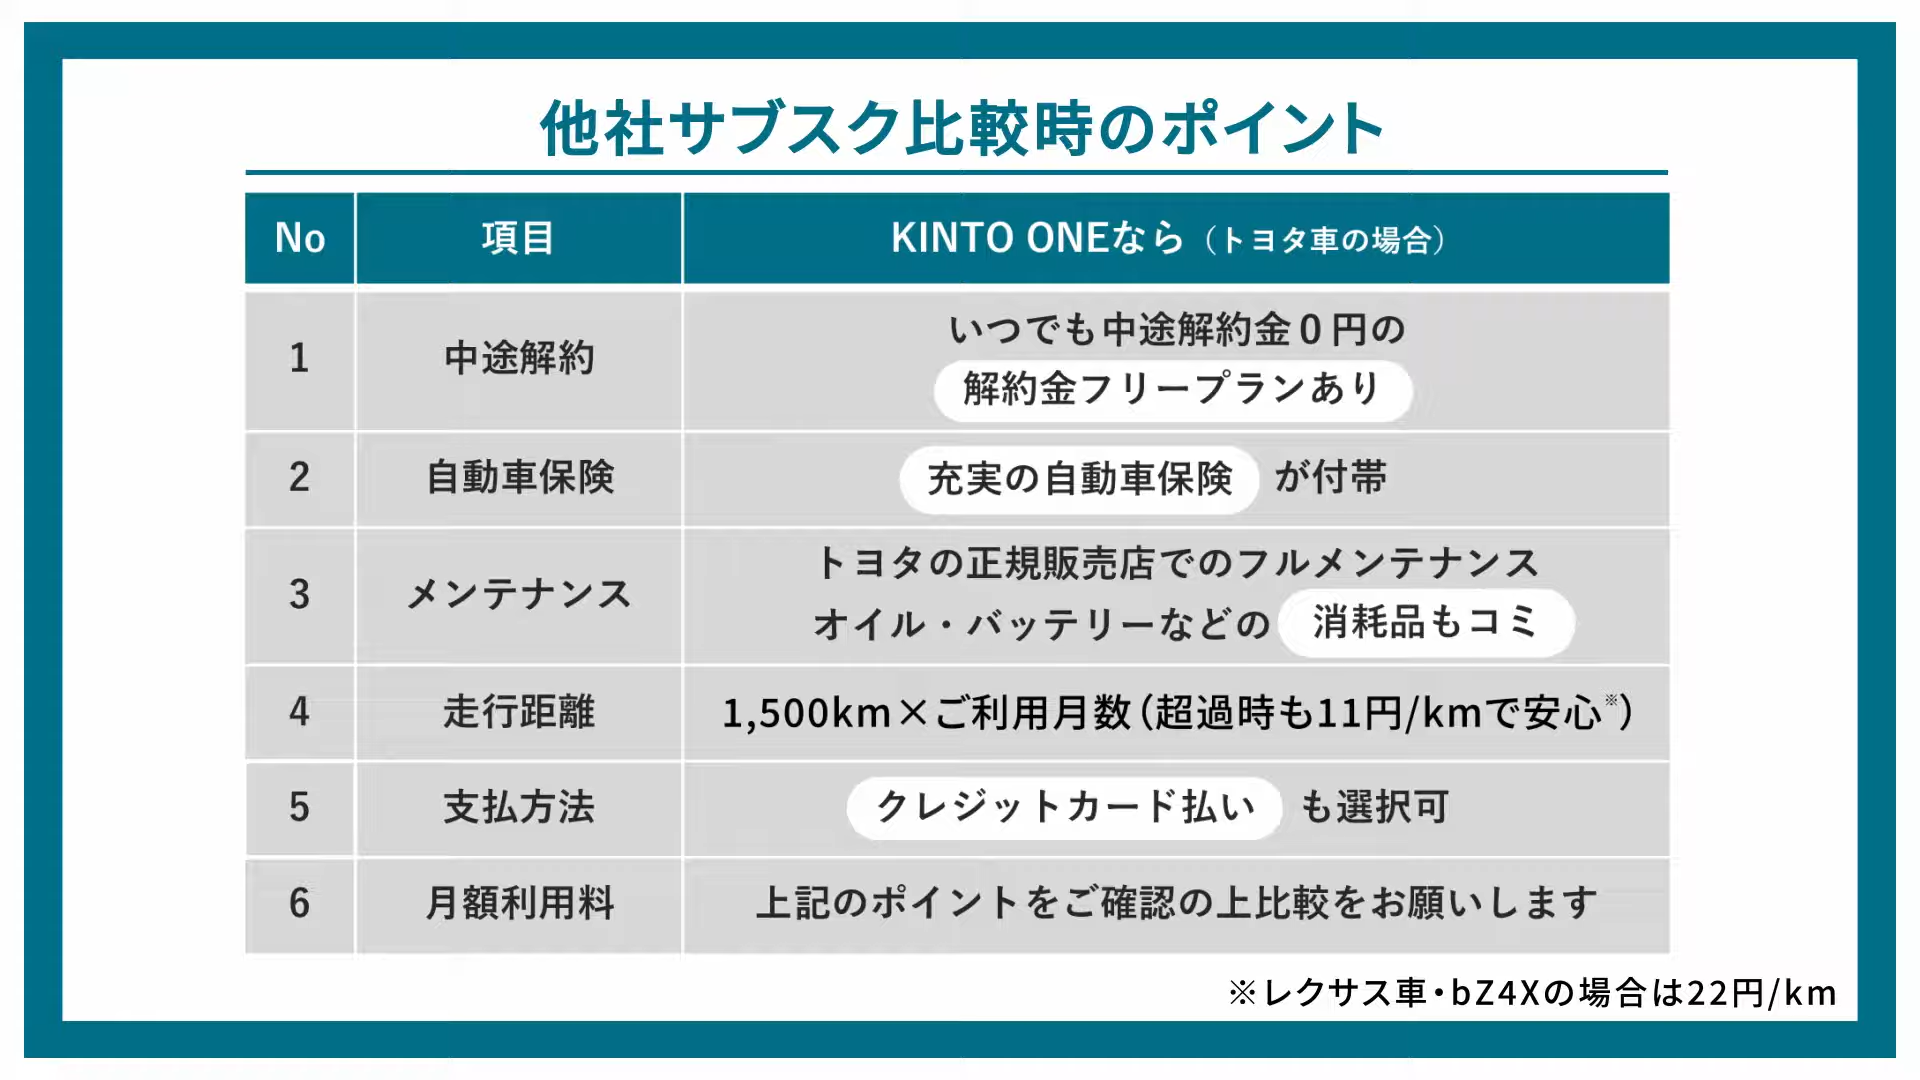 他社サブスク比較時のポイント
No 項目 KINTO ONEなら（トヨタ車の場合）
1 中途解約 いつでも中途解約金０円の
解約金フリープランあり
2 自動車保険 充実の自動車保険 が付帯
3 メンテナンス トヨタの正規販売店でのフルメンテナンス
オイル・バッテリーなどの 消耗品もコミ
4 走行距離 1,500km×ご利用月数（超過時も11円/kmで安心※）
5 支払方法 クレジットカード払い も選択可
6 月額利用料 上記のポイントをご確認の上比較をお願いします
※レクサス車・bZ4Xの場合は22円/km